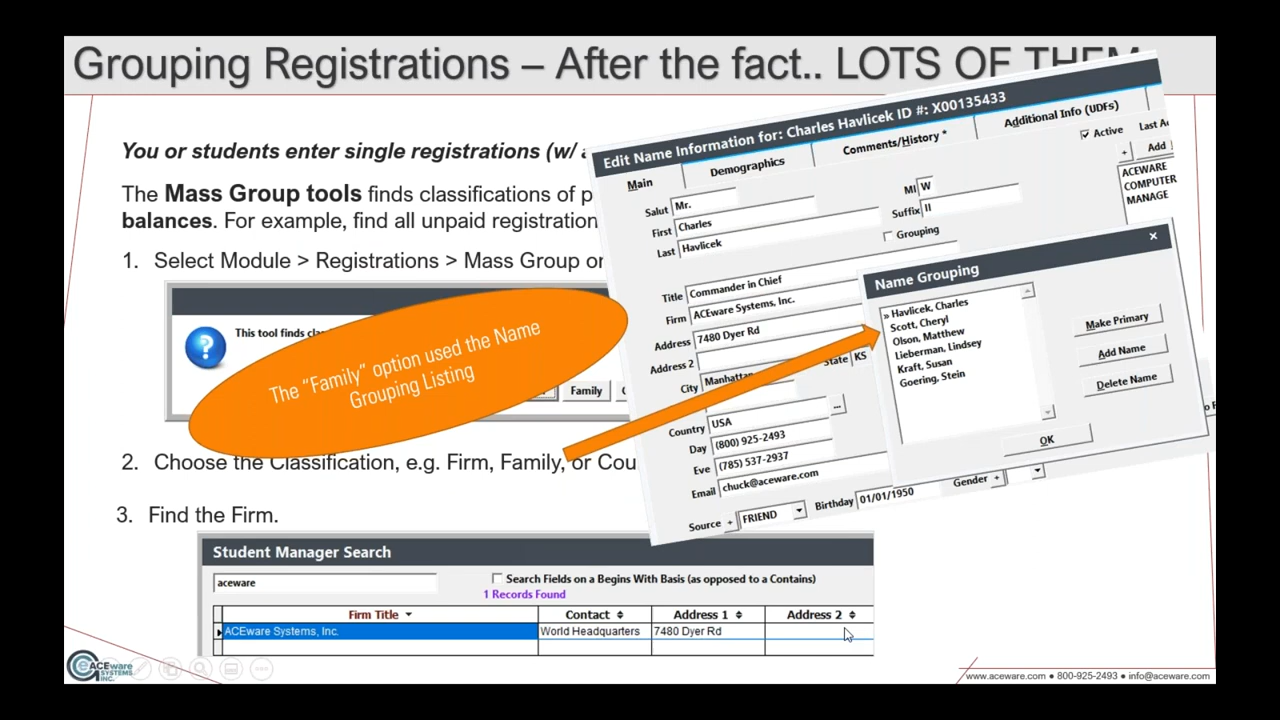 Grouping Registrations – After the fact.. LOTS OF THEM
You or students enter single registrations (w/
The Mass Group tools finds classifications of p
balances. For example, find all unpaid registration
1. Select Module > Registrations > Mass Group or
This tool finds
The “Family” option used the Name
Grouping Listing
Family
2. Choose the Classification, e.g. Firm, Family, or Cou
3. Find the Firm.
Student Manager Search
aceware
Search Fields on a Begins With Basis (as opposed to a Contains)
1 Records Found
Firm Title Contact Address 1 Address 2
ACEware Systems, Inc. World Headquarters 7480 Dyer Rd
Edit Name Information for: Charles Havlicek ID #: X00135433
Main Demographics Comments/History * Additional Info (UDFs)
Active Last Ac
Salut Mr.
MI W
+ Add
First Charles
Suffix II
ACEWARE
COMPUTER
MANAGE
Last Havlicek
Grouping
Title Commander in Chief
Firm ACEware Systems, Inc.
Address 7480 Dyer Rd
Address 2
City Manhattan State KS
Country USA ...
Day (800) 925-2493
Eve (785) 537-2937
Email chuck@aceware.com
Source + FRIEND Birthday 01/01/1950 Gender +
Name Grouping
» Havlicek, Charles
Scott, Cheryl
Olson, Matthew
Lieberman, Lindsey
Kraft, Susan
Goering, Stein
Make Primary
Add Name
Delete Name
OK
ACEware
SYSTEMS
INC.
www.aceware.com ● 800-925-2493 ● info@aceware.com